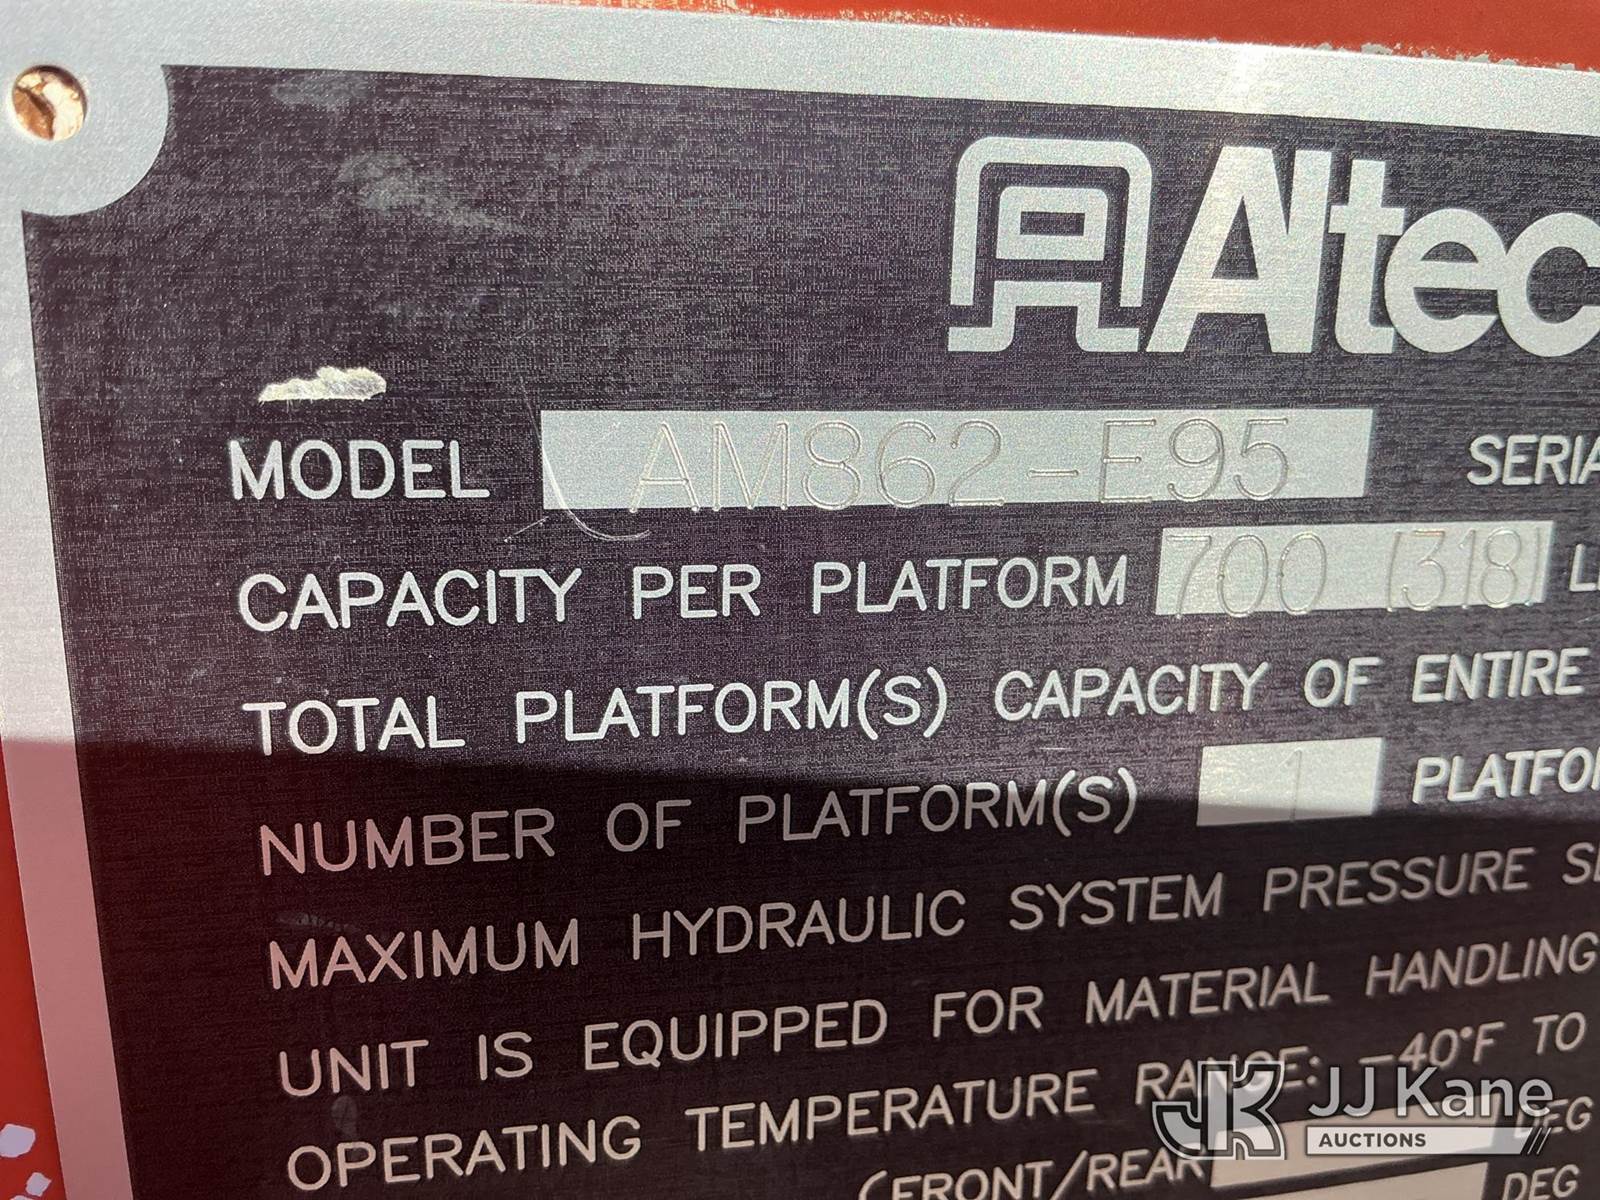 Altec
MODEL AM862-E95
CAPACITY PER PLATFORM 700 (318)
TOTAL PLATFORM(S) CAPACITY OF ENTIRE
NUMBER OF PLATFORM(S) 1
MAXIMUM HYDRAULIC SYSTEM PRESSURE
UNIT IS EQUIPPED FOR MATERIAL HANDLING
OPERATING TEMPERATURE RANGE: -40°F TO
DEG
(FRONT/REAR DEG
JJ Kane
AUCTIONS